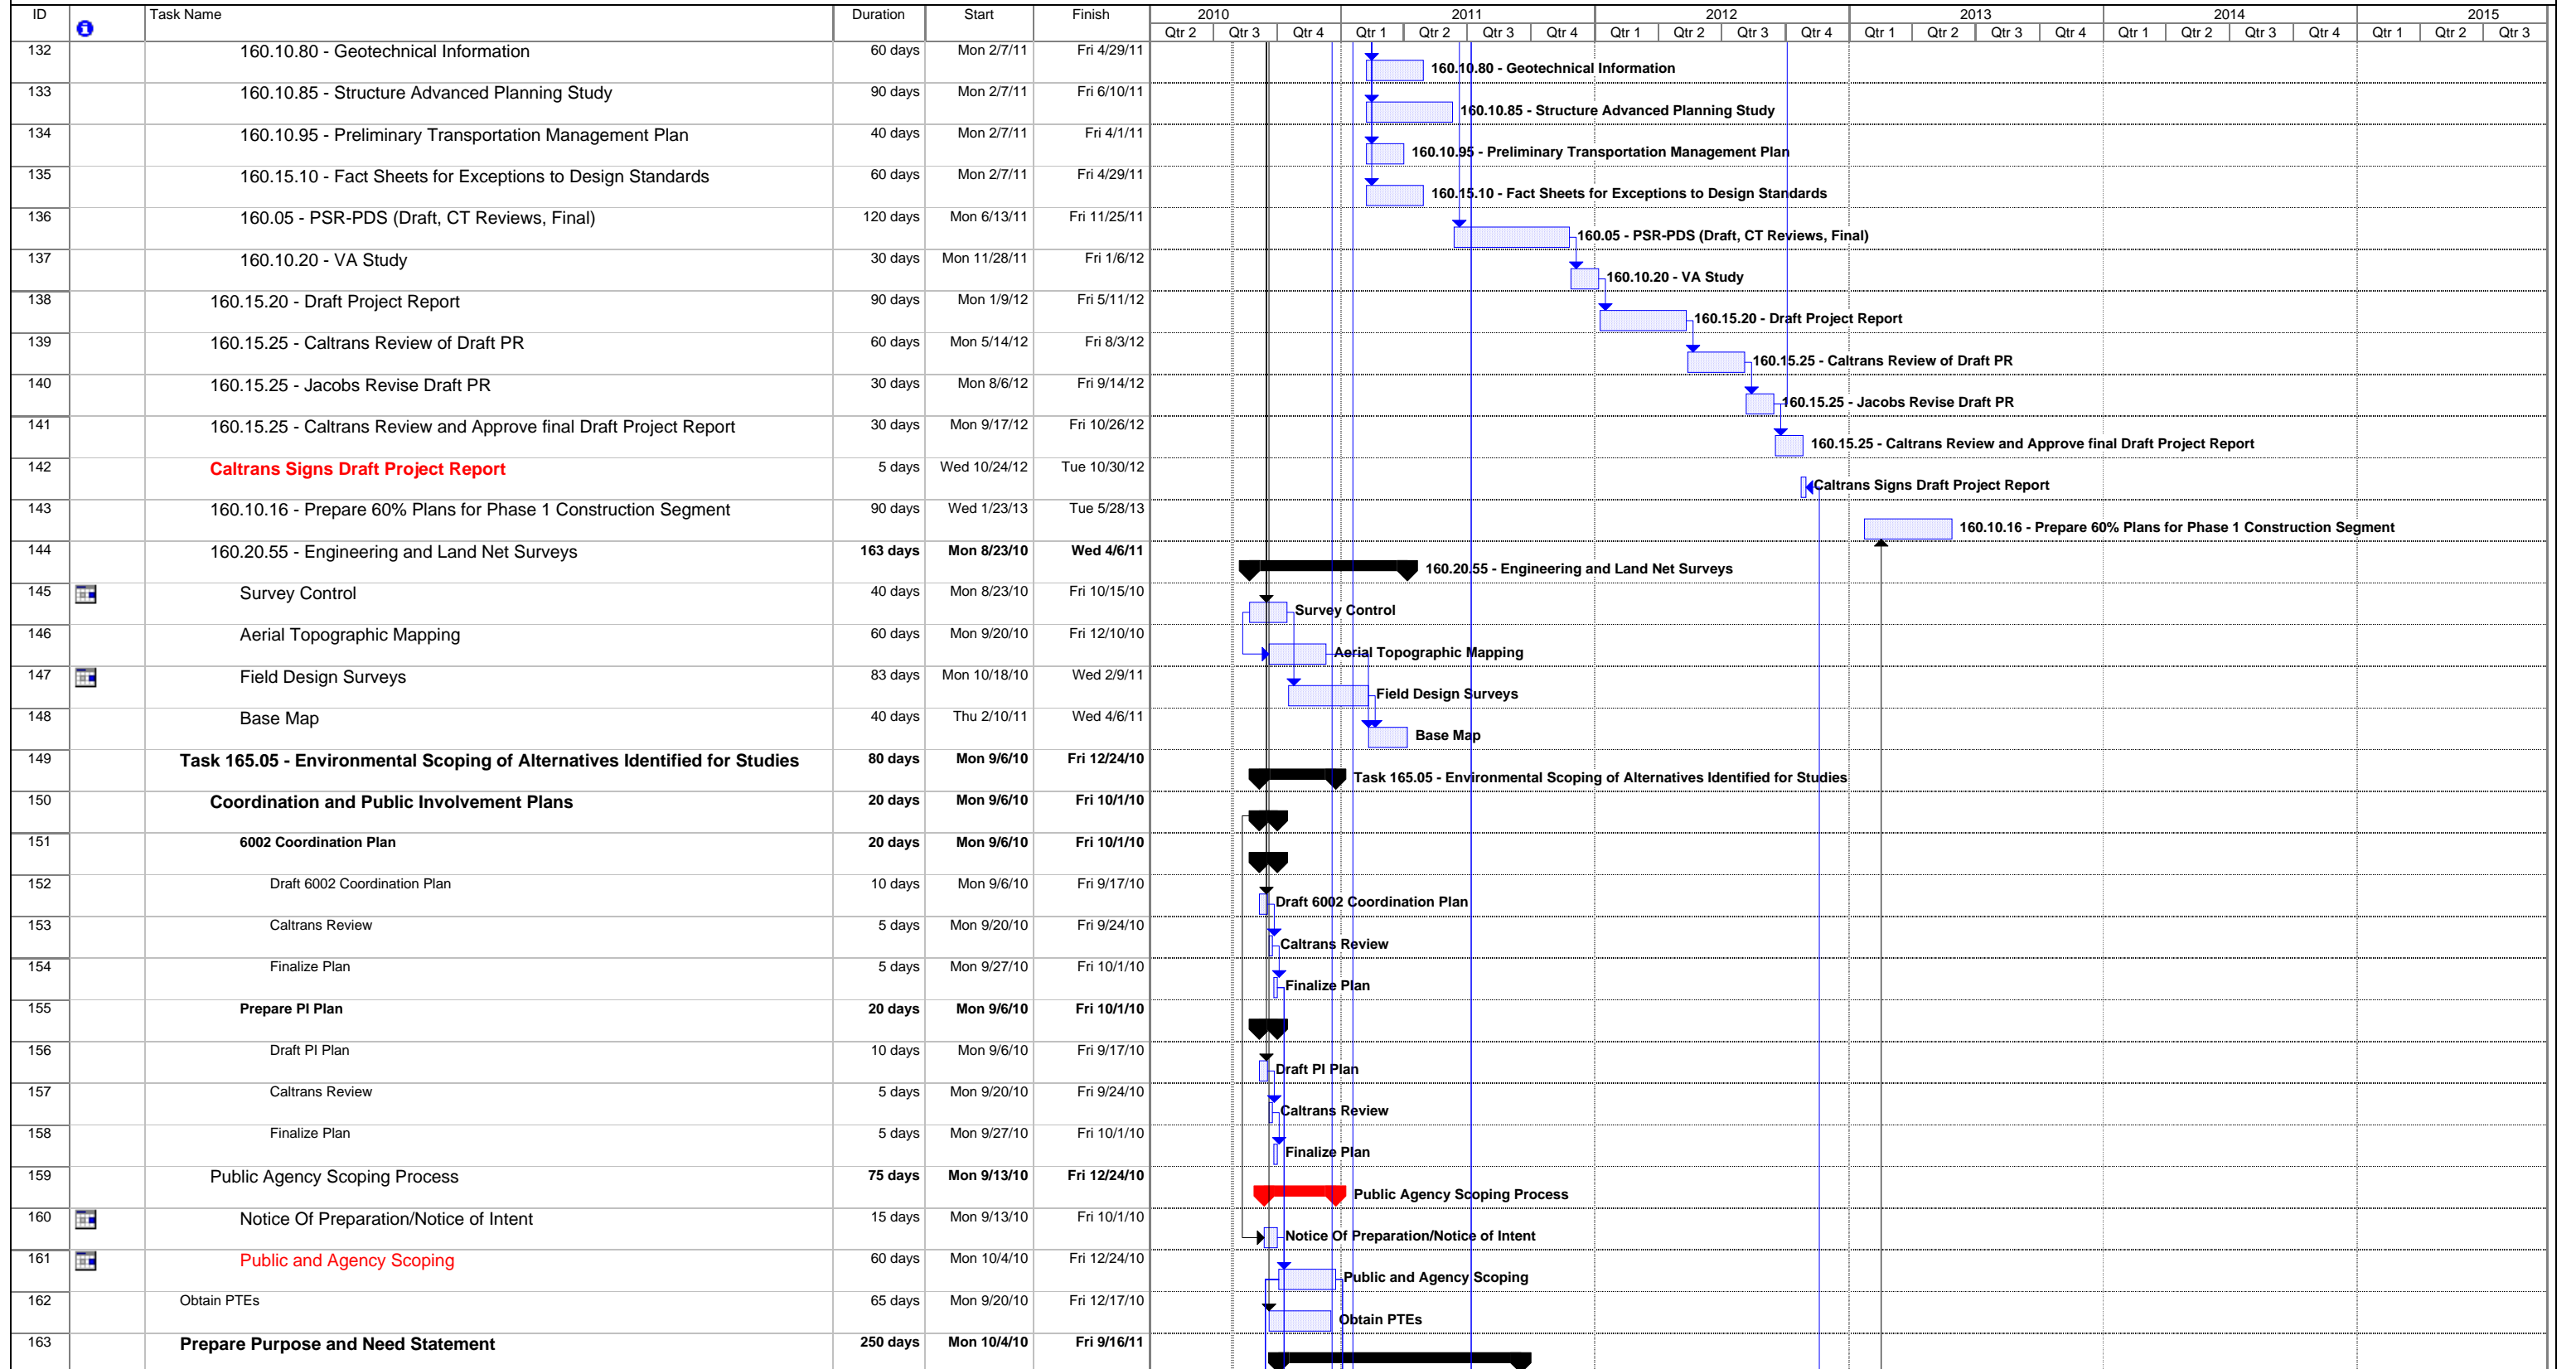 ID Task Name Duration Start Finish 2010 2011 2012 2013 2014 2015
Qtr 2 Qtr 3 Qtr 4 Qtr 1 Qtr 2 Qtr 3 Qtr 4 Qtr 1 Qtr 2 Qtr 3 Qtr 4 Qtr 1 Qtr 2 Qtr 3 Qtr 4 Qtr 1 Qtr 2 Qtr 3 Qtr 4 Qtr 1 Qtr 2 Qtr 3
132 160.10.80 - Geotechnical Information 60 days Mon 2/7/11 Fri 4/29/11
160.10.80 - Geotechnical Information
133 160.10.85 - Structure Advanced Planning Study 90 days Mon 2/7/11 Fri 6/10/11
160.10.85 - Structure Advanced Planning Study
134 160.10.95 - Preliminary Transportation Management Plan 40 days Mon 2/7/11 Fri 4/1/11
160.10.95 - Preliminary Transportation Management Plan
135 160.15.10 - Fact Sheets for Exceptions to Design Standards 60 days Mon 2/7/11 Fri 4/29/11
160.15.10 - Fact Sheets for Exceptions to Design Standards
136 160.05 - PSR-PDS (Draft, CT Reviews, Final) 120 days Mon 6/13/11 Fri 11/25/11
160.05 - PSR-PDS (Draft, CT Reviews, Final)
137 160.10.20 - VA Study 30 days Mon 11/28/11 Fri 1/6/12
160.10.20 - VA Study
138 160.15.20 - Draft Project Report 90 days Mon 1/9/12 Fri 5/11/12
160.15.20 - Draft Project Report
139 160.15.25 - Caltrans Review of Draft PR 60 days Mon 5/14/12 Fri 8/3/12
160.15.25 - Caltrans Review of Draft PR
140 160.15.25 - Jacobs Revise Draft PR 30 days Mon 8/6/12 Fri 9/14/12
160.15.25 - Jacobs Revise Draft PR
141 160.15.25 - Caltrans Review and Approve final Draft Project Report 30 days Mon 9/17/12 Fri 10/26/12
160.15.25 - Caltrans Review and Approve final Draft Project Report
142 Caltrans Signs Draft Project Report 5 days Wed 10/24/12 Tue 10/30/12
Caltrans Signs Draft Project Report
143 160.10.16 - Prepare 60% Plans for Phase 1 Construction Segment 90 days Wed 1/23/13 Tue 5/28/13
160.10.16 - Prepare 60% Plans for Phase 1 Construction Segment
144 160.20.55 - Engineering and Land Net Surveys 163 days Mon 8/23/10 Wed 4/6/11
160.20.55 - Engineering and Land Net Surveys
145 Survey Control 40 days Mon 8/23/10 Fri 10/15/10
Survey Control
146 Aerial Topographic Mapping 60 days Mon 9/20/10 Fri 12/10/10
Aerial Topographic Mapping
147 Field Design Surveys 83 days Mon 10/18/10 Wed 2/9/11
Field Design Surveys
148 Base Map 40 days Thu 2/10/11 Wed 4/6/11
Base Map
149 Task 165.05 - Environmental Scoping of Alternatives Identified for Studies 80 days Mon 9/6/10 Fri 12/24/10
Task 165.05 - Environmental Scoping of Alternatives Identified for Studies
150 Coordination and Public Involvement Plans 20 days Mon 9/6/10 Fri 10/1/10
151 6002 Coordination Plan 20 days Mon 9/6/10 Fri 10/1/10
152 Draft 6002 Coordination Plan 10 days Mon 9/6/10 Fri 9/17/10
Draft 6002 Coordination Plan
153 Caltrans Review 5 days Mon 9/20/10 Fri 9/24/10
Caltrans Review
154 Finalize Plan 5 days Mon 9/27/10 Fri 10/1/10
Finalize Plan
155 Prepare PI Plan 20 days Mon 9/6/10 Fri 10/1/10
156 Draft PI Plan 10 days Mon 9/6/10 Fri 9/17/10
Draft PI Plan
157 Caltrans Review 5 days Mon 9/20/10 Fri 9/24/10
Caltrans Review
158 Finalize Plan 5 days Mon 9/27/10 Fri 10/1/10
Finalize Plan
159 Public Agency Scoping Process 75 days Mon 9/13/10 Fri 12/24/10
Public Agency Scoping Process
160 Notice Of Preparation/Notice of Intent 15 days Mon 9/13/10 Fri 10/1/10
Notice Of Preparation/Notice of Intent
161 Public and Agency Scoping 60 days Mon 10/4/10 Fri 12/24/10
Public and Agency Scoping
162 Obtain PTEs 65 days Mon 9/20/10 Fri 12/17/10
Obtain PTEs
163 Prepare Purpose and Need Statement 250 days Mon 10/4/10 Fri 9/16/11